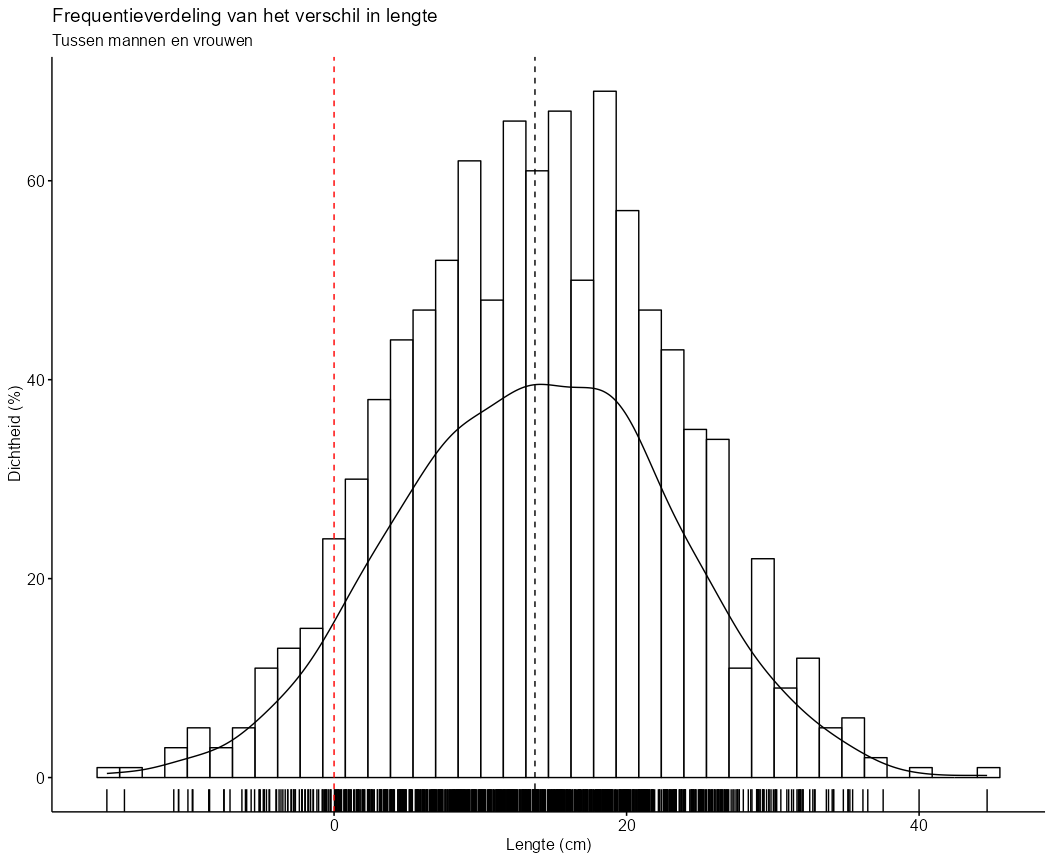 Frequentieverdeling van het verschil in lengte
Tussen mannen en vrouwen
Dichtheid (%)
60
40
20
0
0 20 40
Lengte (cm)